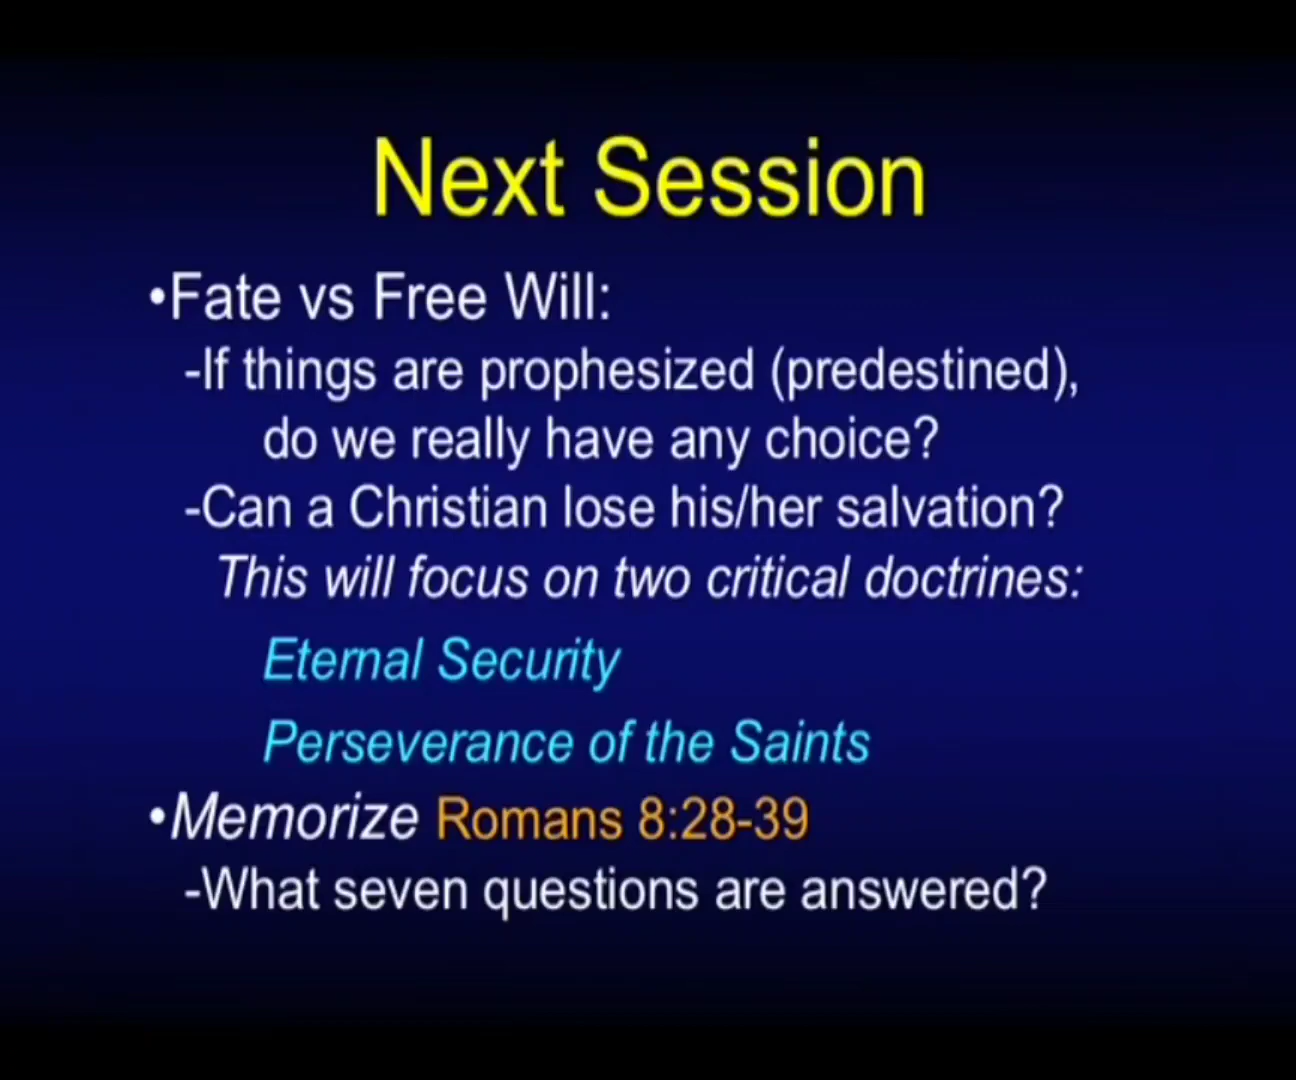 Next Session
•Fate vs Free Will:
-If things are prophesized (predestined),
do we really have any choice?
-Can a Christian lose his/her salvation?
This will focus on two critical doctrines:
Eternal Security
Perseverance of the Saints
•Memorize Romans 8:28-39
-What seven questions are answered?